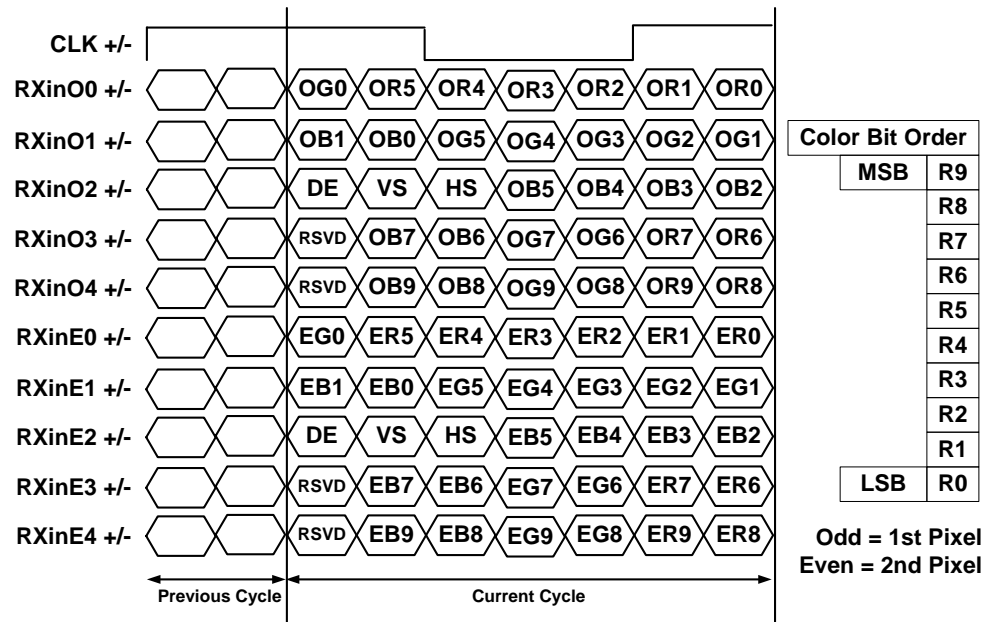 CLK +/-
RXinO0 +/- OG0 OR5 OR4 OR3 OR2 OR1 OR0
RXinO1 +/- OB1 OB0 OG5 OG4 OG3 OG2 OG1
RXinO2 +/- DE VS HS OB5 OB4 OB3 OB2
RXinO3 +/- RSVD OB7 OB6 OG7 OG6 OR7 OR6
RXinO4 +/- RSVD OB9 OB8 OG9 OG8 OR9 OR8
RXinE0 +/- EG0 ER5 ER4 ER3 ER2 ER1 ER0
RXinE1 +/- EB1 EB0 EG5 EG4 EG3 EG2 EG1
RXinE2 +/- DE VS HS EB5 EB4 EB3 EB2
RXinE3 +/- RSVD EB7 EB6 EG7 EG6 ER7 ER6
RXinE4 +/- RSVD EB9 EB8 EG9 EG8 ER9 ER8
Previous Cycle Current Cycle
Color Bit Order
MSB R9
R8
R7
R6
R5
R4
R3
R2
R1
LSB R0
Odd = 1st Pixel
Even = 2nd Pixel